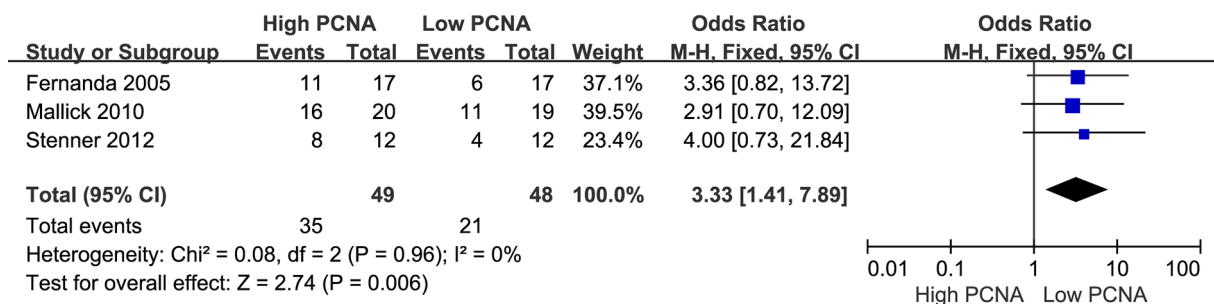 High PCNA Low PCNA Odds Ratio Odds Ratio
Study or Subgroup Events Total Events Total Weight M-H, Fixed, 95% CI M-H, Fixed, 95% CI
Fernanda 2005 11 17 6 17 37.1% 3.36 [0.82, 13.72]
Mallick 2010 16 20 11 19 39.5% 2.91 [0.70, 12.09]
Stenner 2012 8 12 4 12 23.4% 4.00 [0.73, 21.84]
Total (95% CI) 49 48 100.0% 3.33 [1.41, 7.89]
Total events 35 21
Heterogeneity: Chi² = 0.08, df = 2 (P = 0.96); I² = 0%
Test for overall effect: Z = 2.74 (P = 0.006)
0.01 0.1 1 10 100
High PCNA Low PCNA